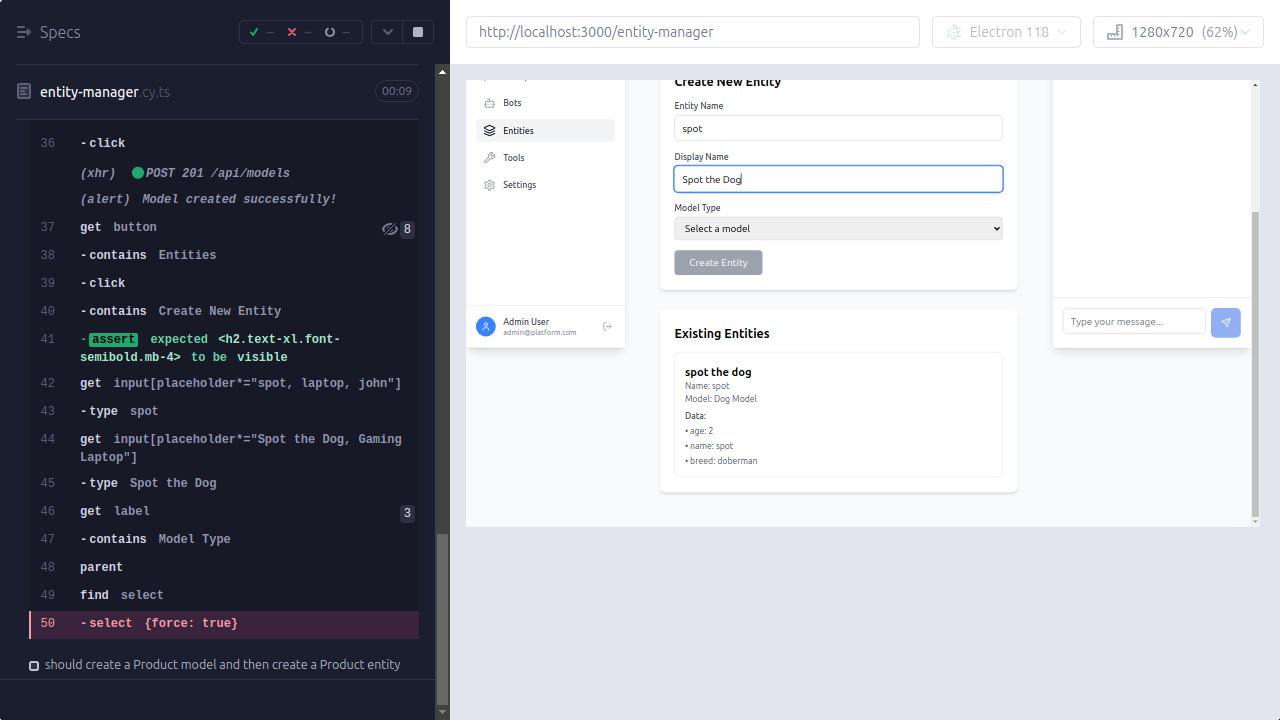 Specs
-- -- --
entity-manager.cy.ts 00:09
36 -click
(xhr) POST 201 /api/models
(alert) Model created successfully!
37 get button 8
38 -contains Entities
39 -click
40 -contains Create New Entity
41 -assert expected <h2.text-xl.font-
semibold.mb-4> to be visible
42 get input[placeholder*="spot, laptop, john"]
43 -type spot
44 get input[placeholder*="Spot the Dog, Gaming
Laptop"]
45 -type Spot the Dog
46 get label 3
47 -contains Model Type
48 parent
49 find select
50 -select {force: true}
should create a Product model and then create a Product entity
http://localhost:3000/entity-manager
Electron 118
1280x720 (62%)
Bots
Entities
Tools
Settings
Admin User
admin@platform.com
Create New Entity
Entity Name
spot
Display Name
Spot the Dog
Model Type
Select a model
Create Entity
Existing Entities
spot the dog
Name: spot
Model: Dog Model
Data:
• age: 2
• name: spot
• breed: doberman
Type your message...